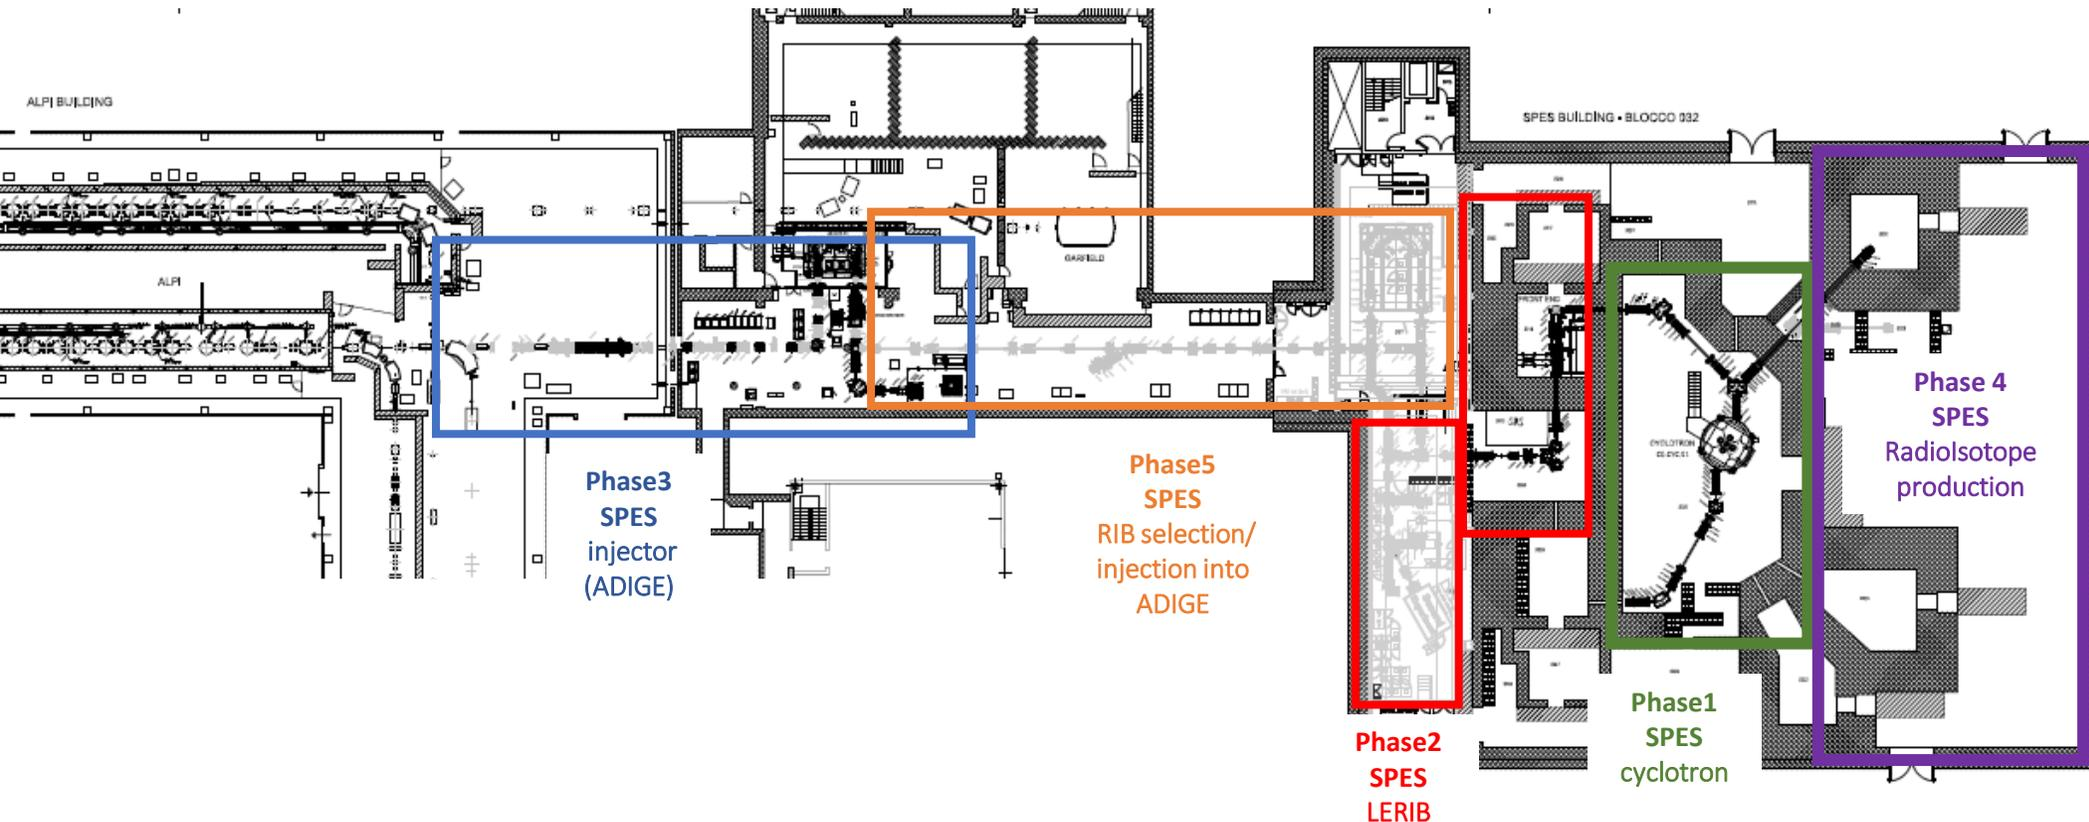 ALPI BUILDING
SPES BUILDING • BLOCCO 032
ALPI
GARFIELD
FRONT END
CYCLOTRON
Phase 4
SPES
RadioIsotope
production
Phase3
SPES
injector
(ADIGE)
Phase5
SPES
RIB selection/
injection into
ADIGE
Phase1
SPES
cyclotron
Phase2
SPES
LERIB